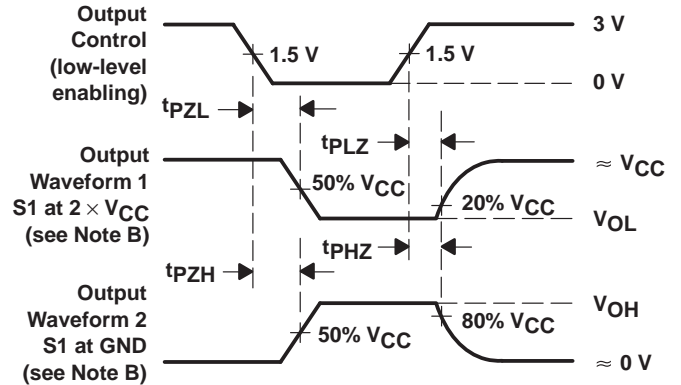 Output
Control
(low-level
enabling)
1.5 V
1.5 V
3 V
0 V
tPZL
tPLZ
Output
Waveform 1
S1 at 2 × VCC
(see Note B)
50% VCC
20% VCC
≈ VCC
VOL
tPHZ
tPZH
Output
Waveform 2
S1 at GND
(see Note B)
50% VCC
80% VCC
VOH
≈ 0 V